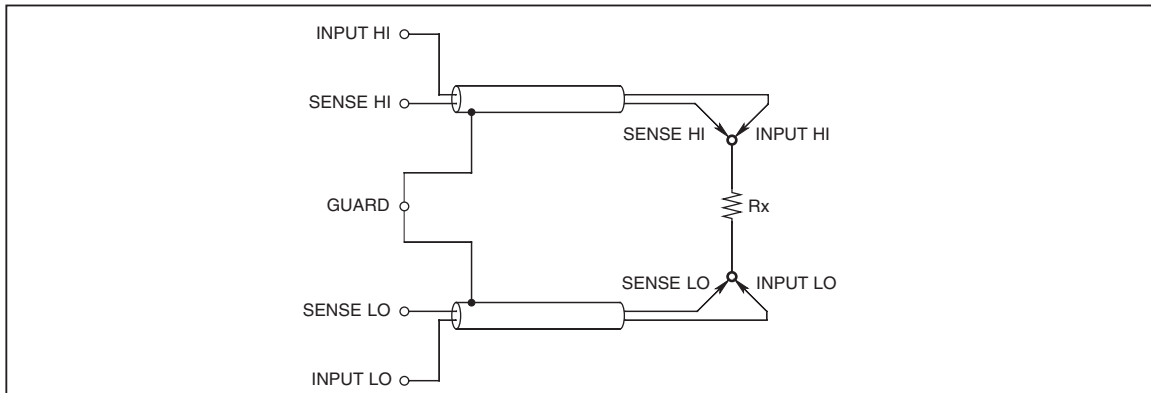 INPUT HI
SENSE HI
SENSE HI INPUT HI
GUARD
Rx
SENSE LO INPUT LO
SENSE LO
INPUT LO